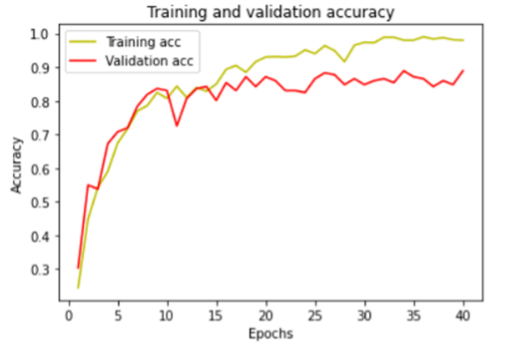 Training and validation accuracy
Training acc
Validation acc
1.0
0.9
0.8
0.7
0.6
0.5
0.4
0.3
Accuracy
0 5 10 15 20 25 30 35 40
Epochs